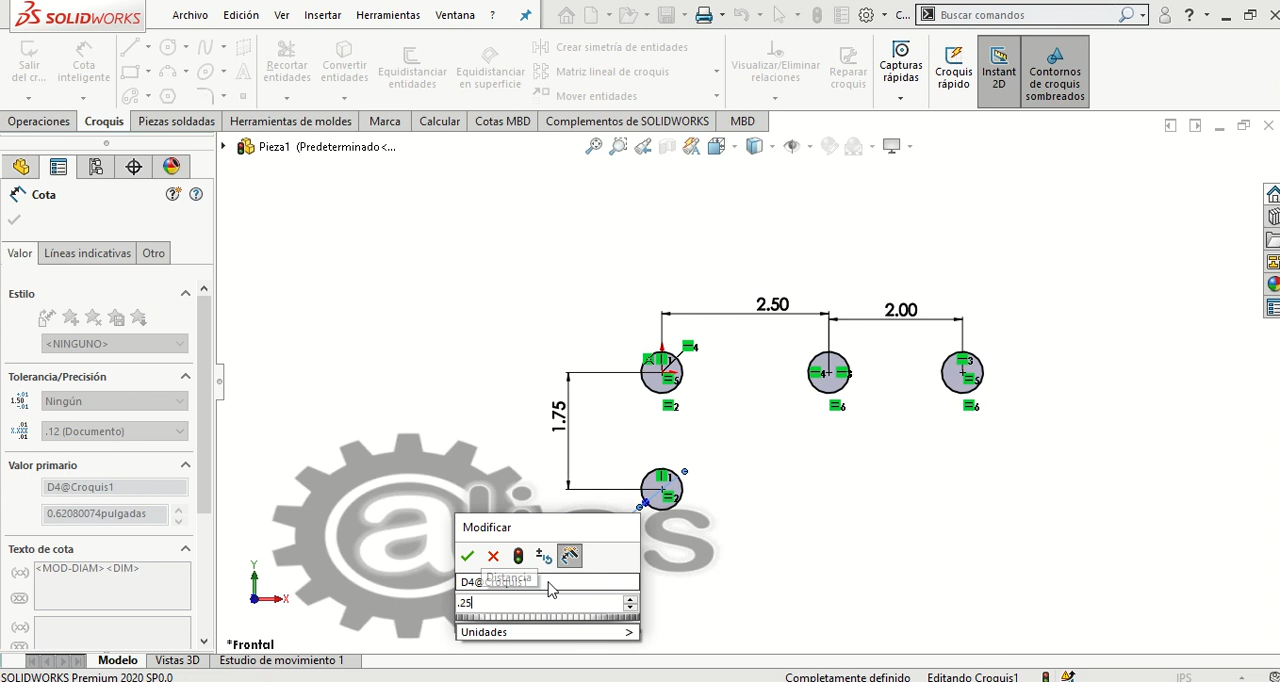 SOLIDWORKS
Archivo Edición Ver Insertar Herramientas Ventana ?
C... Buscar comandos ?
Salir del cr...
Cota inteligente
Recortar entidades
Convertir entidades
Equidistanciar entidades
Equidistanciar en superficie
Crear simetría de entidades
Matriz lineal de croquis
Mover entidades
Visualizar/Eliminar relaciones
Reparar croquis
Capturas rápidas
Croquis rápido
Instant 2D
Contornos de croquis sombreados
Operaciones Croquis Piezas soldadas Herramientas de moldes Marca Calcular Cotas MBD Complementos de SOLIDWORKS MBD
Pieza1 (Predeterminado<...
Cota
Valor Líneas indicativas Otro
Estilo
<NINGUNO>
Tolerancia/Precisión
Ningún
.12 (Documento)
Valor primario
D4@Croquis1
0.62080074pulgadas
Texto de cota
<MOD-DIAM><DIM>
2.50
2.00
1.75
Modificar
D4@Croquis1
Distancia
.25
Unidades >
Y
X
*Frontal
Modelo Vistas 3D Estudio de movimiento 1
SOLIDWORKS Premium 2020 SP0.0
Completamente definido Editando Croquis1 IPS